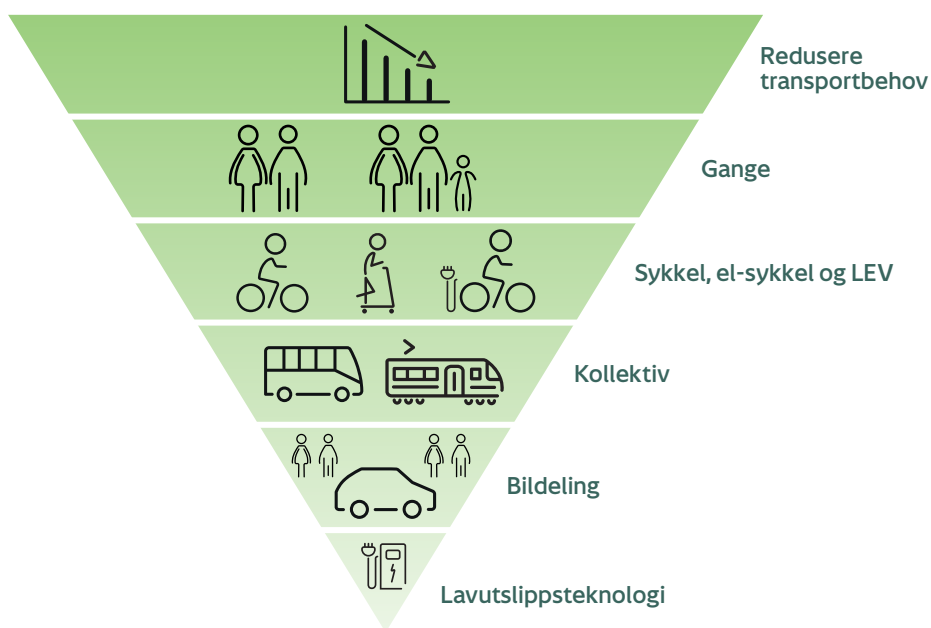 Redusere
transportbehov
Gange
Sykkel, el-sykkel og LEV
Kollektiv
Bildeling
Lavutslippsteknologi